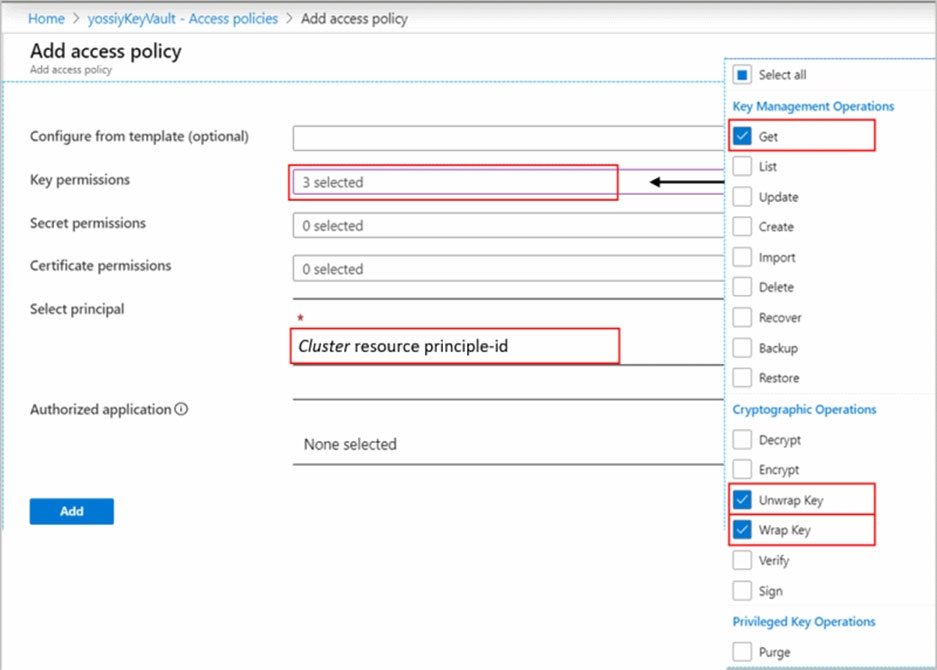 Home > yossiyKeyVault - Access policies > Add access policy
Add access policy
Add access policy
Configure from template (optional)
Key permissions
3 selected
Secret permissions
0 selected
Certificate permissions
0 selected
Select principal
*
Cluster resource principle-id
Authorized application
None selected
Add
Select all
Key Management Operations
Get
List
Update
Create
Import
Delete
Recover
Backup
Restore
Cryptographic Operations
Decrypt
Encrypt
Unwrap Key
Wrap Key
Verify
Sign
Privileged Key Operations
Purge